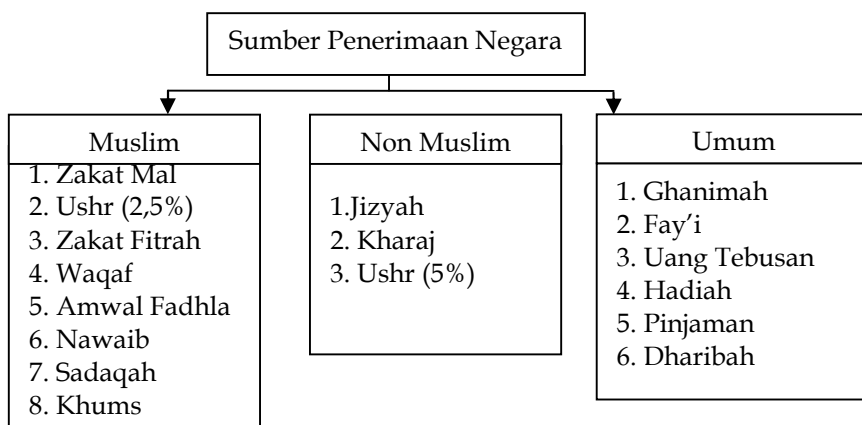 Sumber Penerimaan Negara
Muslim
1. Zakat Mal
2. Ushr (2,5%)
3. Zakat Fitrah
4. Waqaf
5. Amwal Fadhla
6. Nawaib
7. Sadaqah
8. Khums
Non Muslim
1.Jizyah
2. Kharaj
3. Ushr (5%)
Umum
1. Ghanimah
2. Fay’i
3. Uang Tebusan
4. Hadiah
5. Pinjaman
6. Dharibah